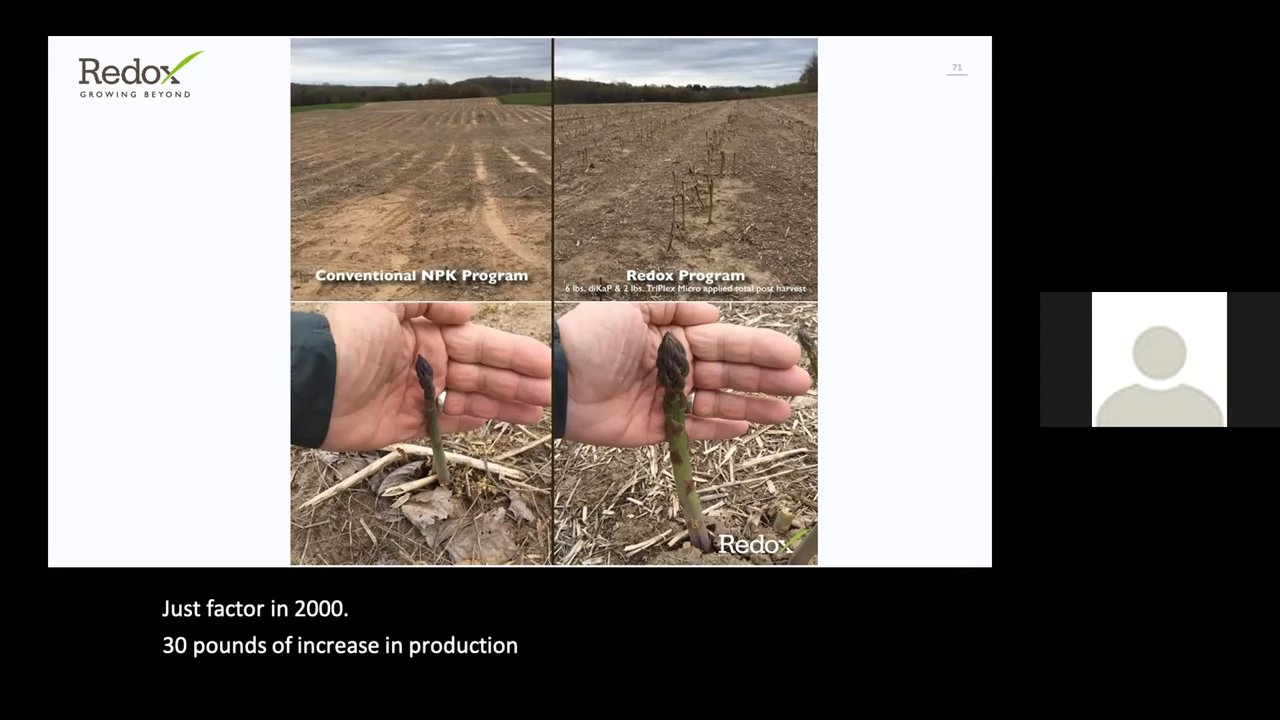 Redox
GROWING BEYOND
71
Conventional NPK Program
Redox Program
6 lbs. diKaP & 2 lbs. TriPlex Micro applied total post harvest
Redox
Just factor in 2000.
30 pounds of increase in production